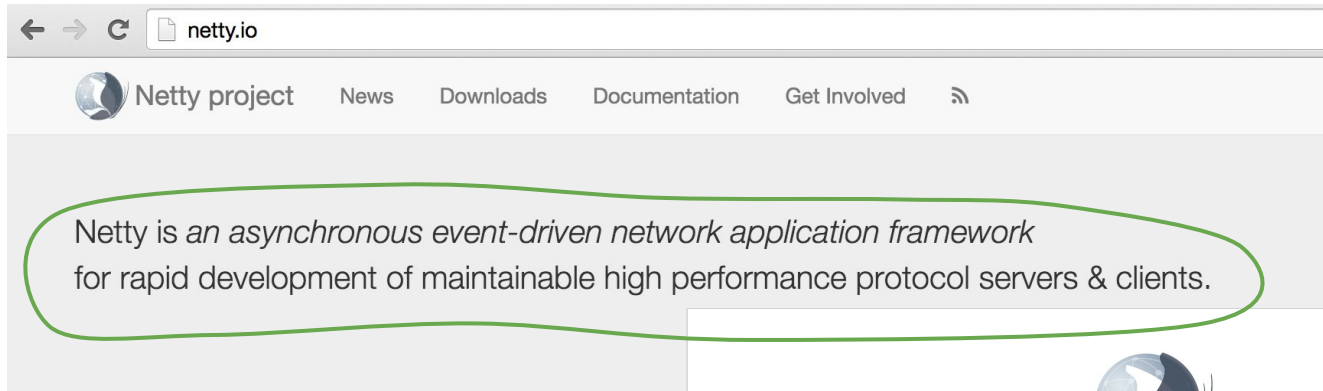 netty.io
Netty project News Downloads Documentation Get Involved
Netty is an asynchronous event-driven network application framework
for rapid development of maintainable high performance protocol servers & clients.